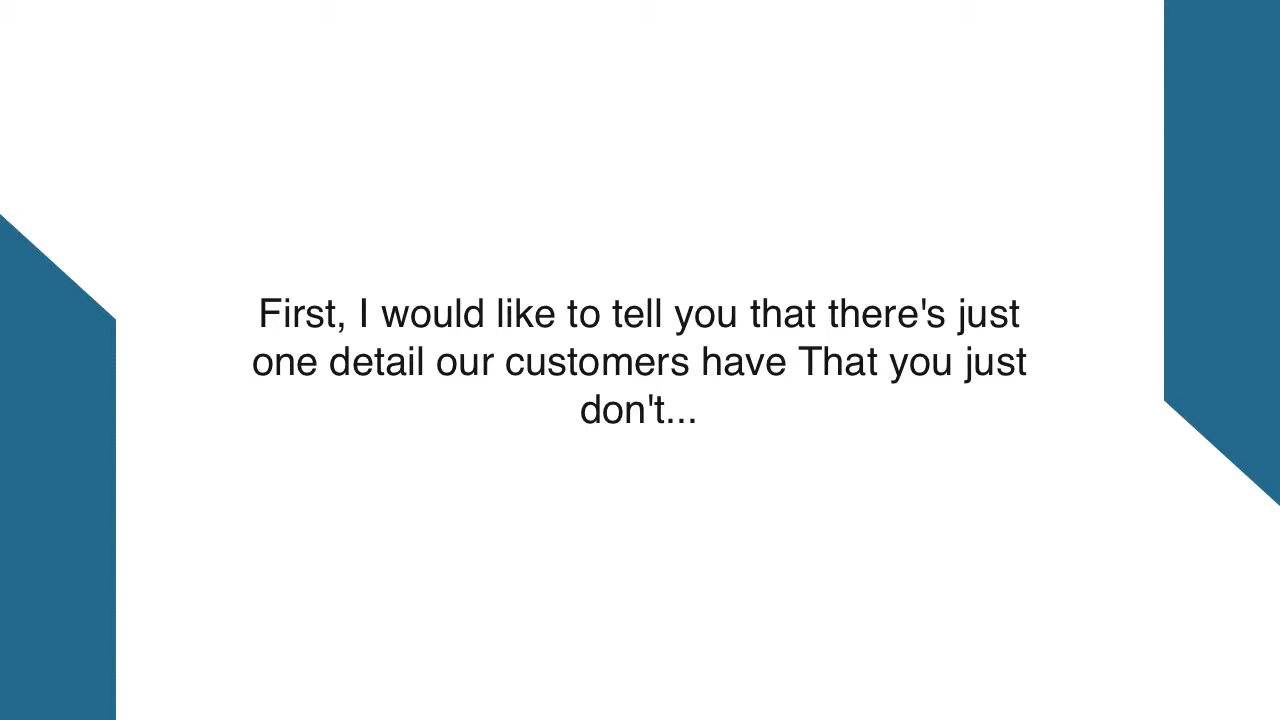 First, I would like to tell you that there's just
one detail our customers have That you just
don't...